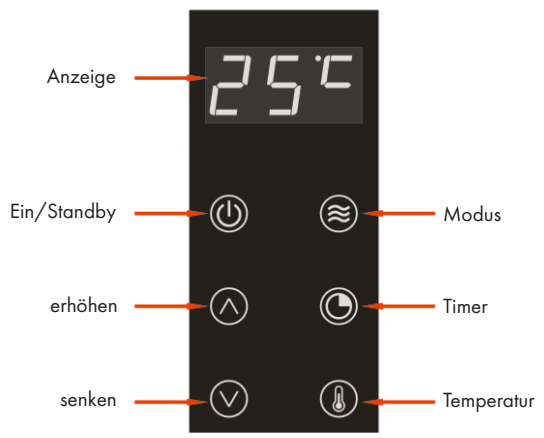 Anzeige
25°C
Ein/Standby
Modus
erhöhen
Timer
senken
Temperatur